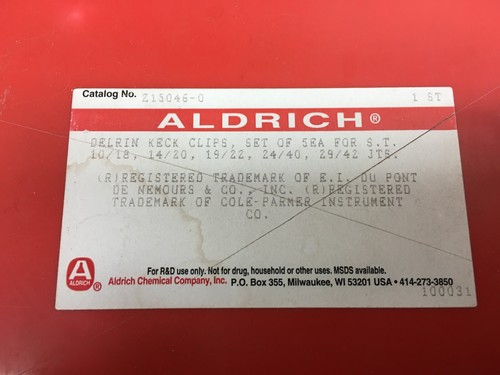 Catalog No. Z15046-0 1 ST
ALDRICH®
DELRIN KECK CLIPS, SET OF 5EA FOR S.T.
10/18, 14/20, 19/22, 24/40, 29/42 JTS.
(R)REGISTERED TRADEMARK OF E.I. DU PONT
DE NEMOURS & CO., INC. (R)REGISTERED
TRADEMARK OF COLE-PARMER INSTRUMENT
CO.
A
ALDRICH ®
For R&D use only. Not for drug, household or other uses. MSDS available.
Aldrich Chemical Company, Inc. P.O. Box 355, Milwaukee, WI 53201 USA • 414-273-3850
100031